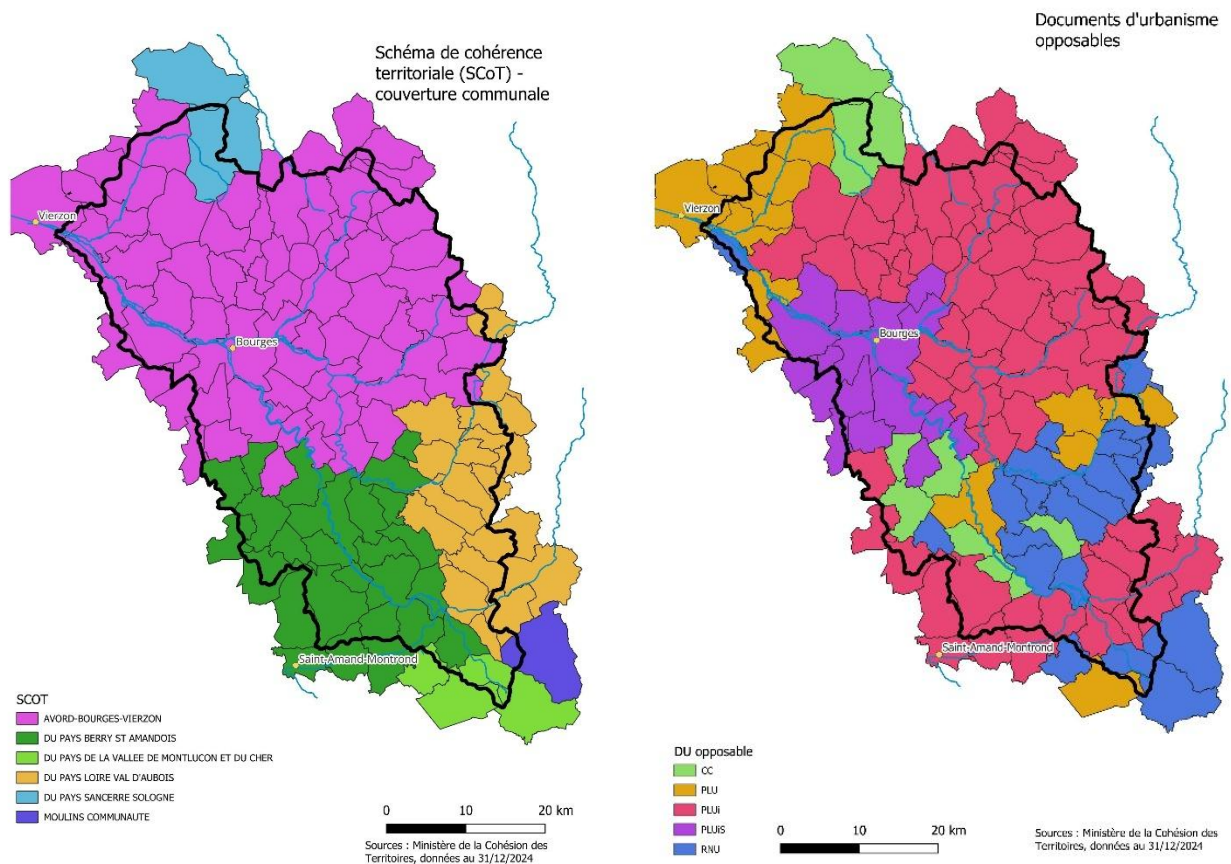 Schéma de cohérence
territoriale (SCoT) -
couverture communale
Vierzon
Bourges
Saint-Amand-Montrond
SCOT
AVORD-BOURGES-VIERZON
DU PAYS BERRY ST AMANDOIS
DU PAYS DE LA VALLEE DE MONTLUCON ET DU CHER
DU PAYS LOIRE VAL D'AUBOIS
DU PAYS SANCERRE SOLOGNE
MOULINS COMMUNAUTE
0 10 20 km
Sources : Ministère de la Cohésion des
Territoires, données au 31/12/2024
Documents d'urbanisme
opposables
Vierzon
Bourges
Saint-Amand-Montrond
DU opposable
CC
PLU
PLUi
PLUiS
RNU
0 10 20 km
Sources : Ministère de la Cohésion des
Territoires, données au 31/12/2024